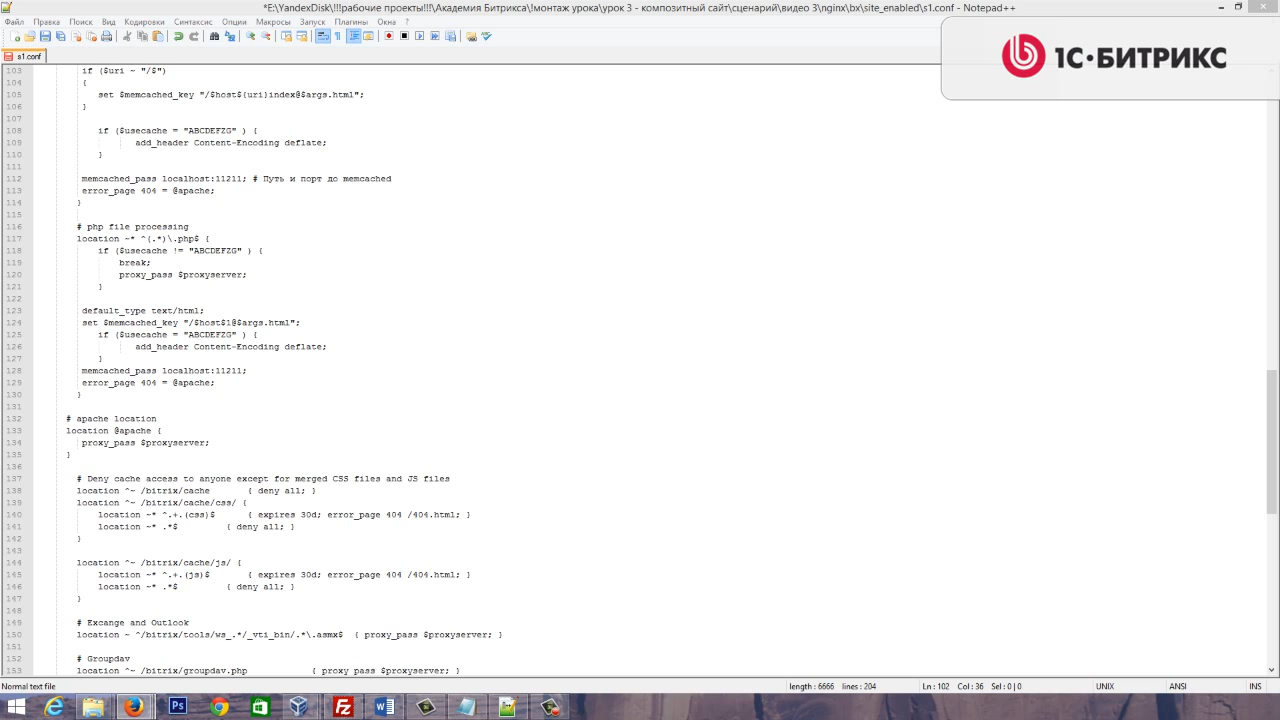 *E:\YandexDisk\!!!рабочие проекты!!!\Академия Битрикса\!монтаж урока\урок 3 - композитный сайт\сценарий\видео 3\nginx\bx\site_enabled\s1.conf - Notepad++
Файл Правка Поиск Вид Кодировки Синтаксис Опции Макросы Запуск Плагины Окна ?
s1.conf
1С·БИТРИКС
103 if ($uri ~ "/$")
104 {
105 set $memcached_key "/$host${uri}index@$args.html";
106 }
107
108 if ($usecache = "ABCDEFZG" ) {
109 add_header Content-Encoding deflate;
110 }
111
112 memcached_pass localhost:11211; # Путь и порт до memcached
113 error_page 404 = @apache;
114 }
115
116 # php file processing
117 location ~* ^(.*)\.php$ {
118 if ($usecache != "ABCDEFZG" ) {
119 break;
120 proxy_pass $proxyserver;
121 }
122
123 default_type text/html;
124 set $memcached_key "/$host$1@$args.html";
125 if ($usecache = "ABCDEFZG" ) {
126 add_header Content-Encoding deflate;
127 }
128 memcached_pass localhost:11211;
129 error_page 404 = @apache;
130 }
131
132 # apache location
133 location @apache {
134 proxy_pass $proxyserver;
135 }
136
137 # Deny cache access to anyone except for merged CSS files and JS files
138 location ^~ /bitrix/cache { deny all; }
139 location ^~ /bitrix/cache/css/ {
140 location ~* ^.+.(css)$ { expires 30d; error_page 404 /404.html; }
141 location ~* .*$ { deny all; }
142 }
143
144 location ^~ /bitrix/cache/js/ {
145 location ~* ^.+.(js)$ { expires 30d; error_page 404 /404.html; }
146 location ~* .*$ { deny all; }
147 }
148
149 # Excange and Outlook
150 location ~ ^/bitrix/tools/ws_.*/_vti_bin/.*\.asmx$ { proxy_pass $proxyserver; }
151
152 # Groupdav
153 location ^~ /bitrix/groupdav.php { proxy_pass $proxyserver; }
Normal text file length : 6666 lines : 204 Ln : 102 Col : 36 Sel : 0 | 0 UNIX ANSI INS